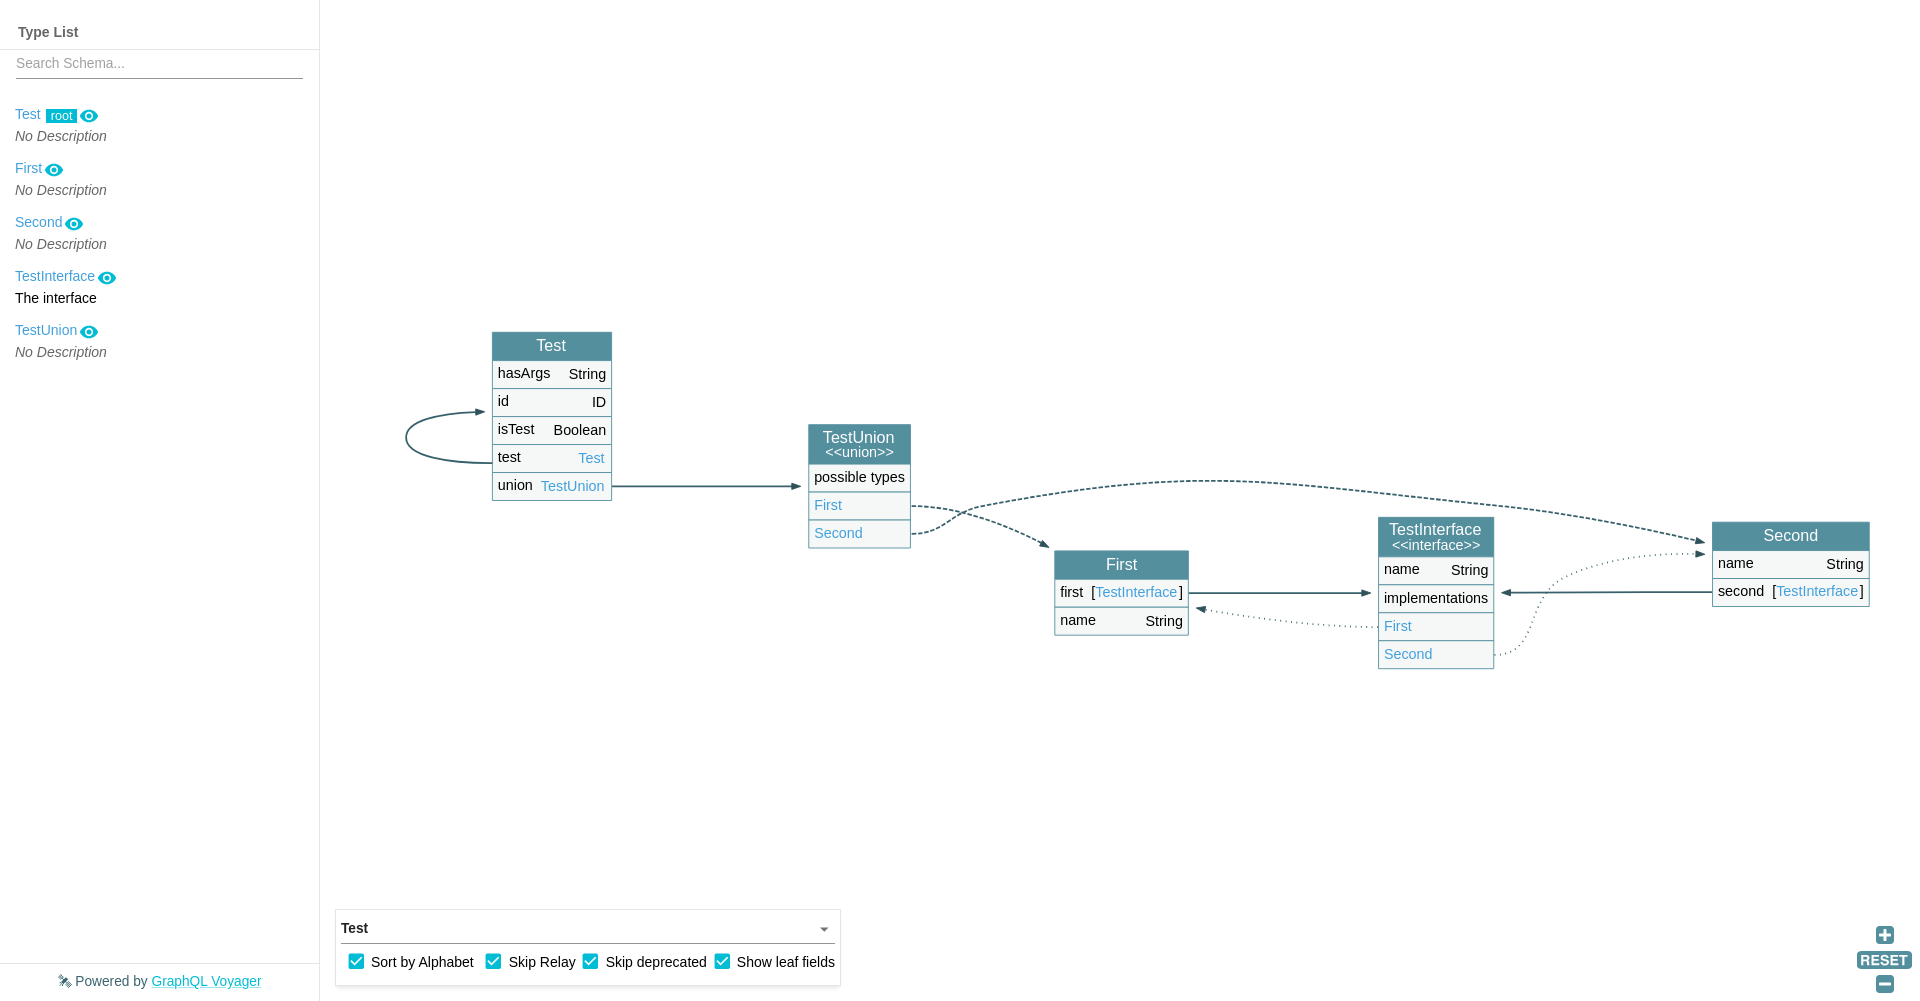 Type List
Search Schema...
Test root
No Description
First
No Description
Second
No Description
TestInterface
The interface
TestUnion
No Description
Powered by GraphQL Voyager
Test
hasArgs String
id ID
isTest Boolean
test Test
union TestUnion
TestUnion
<<union>>
possible types
First
Second
First
first [TestInterface]
name String
TestInterface
<<interface>>
name String
implementations
First
Second
Second
name String
second [TestInterface]
Test
Sort by Alphabet Skip Relay Skip deprecated Show leaf fields
RESET